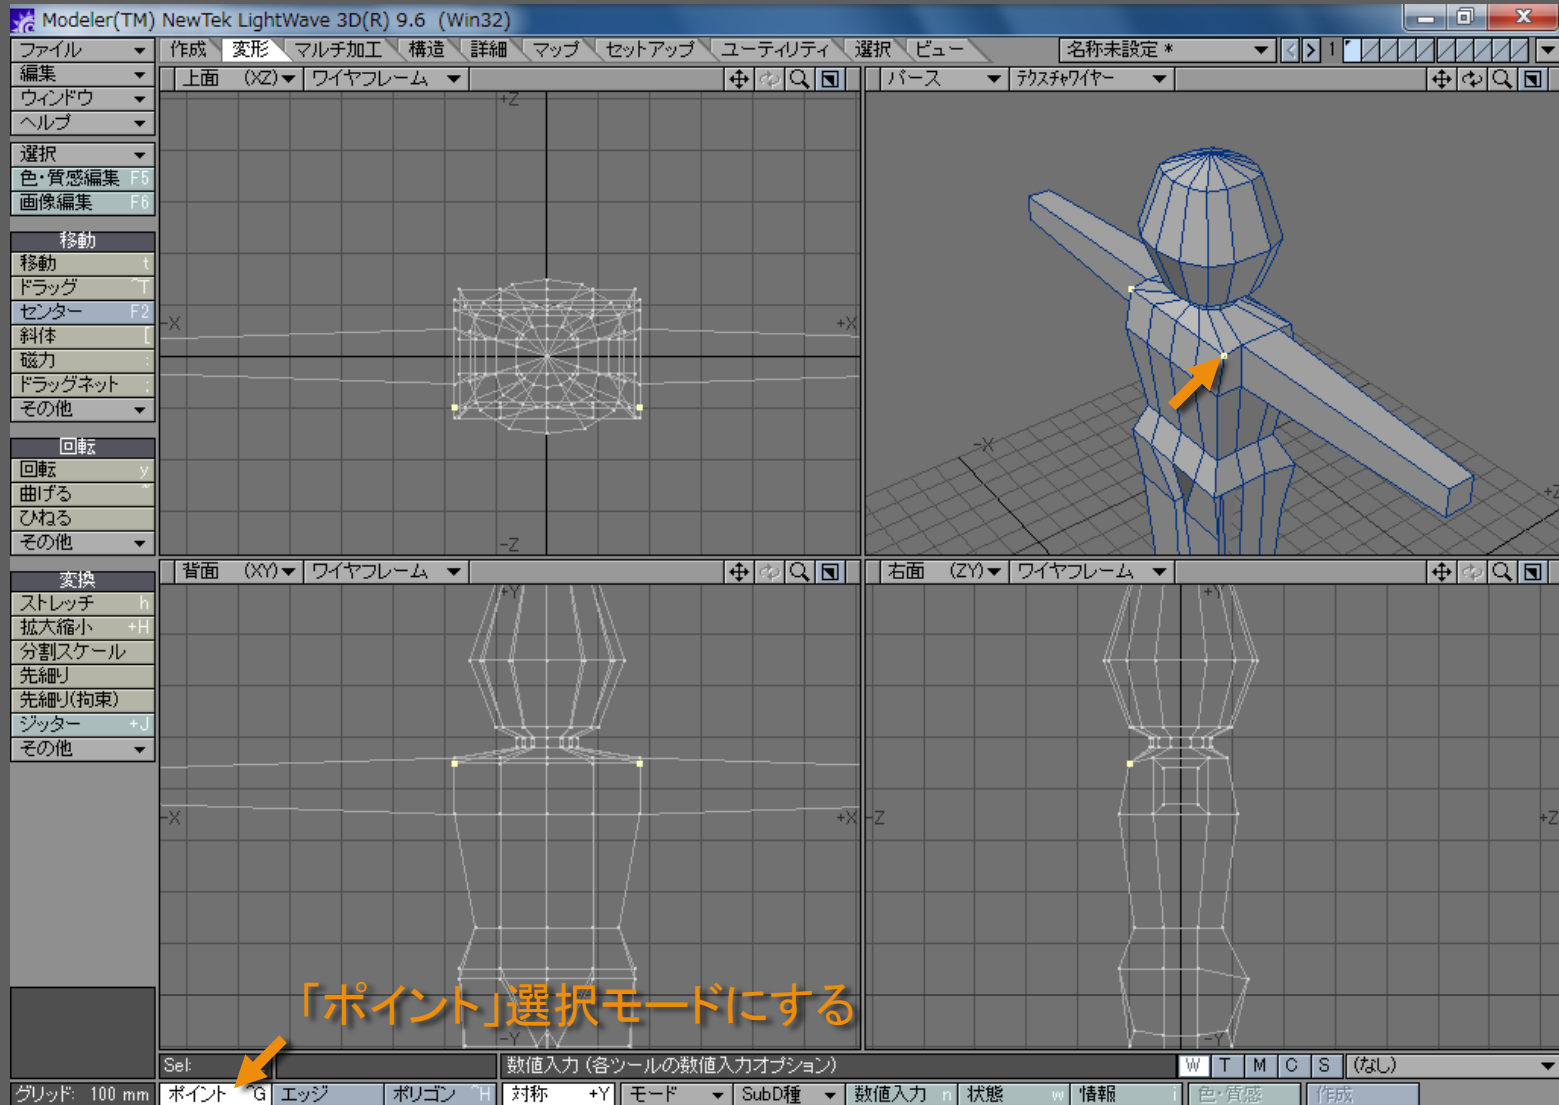 Modeler(TM) NewTek LightWave 3D(R) 9.6 (Win32)
ファイル 作成 変形 マルチ加工 構造 詳細 マップ セットアップ ユーティリティ 選択 ビュー 名称未設定 * < > 1
編集
ウィンドウ
ヘルプ
選択
色・質感編集 F5
画像編集 F6
移動
移動 t
ドラッグ ^T
センター F2
斜体 [
磁力 :
ドラッグネット ;
その他
回転
回転 y
曲げる ~
ひねる
その他
変換
ストレッチ h
拡大縮小 +H
分割スケール
先細り
先細り(拘束)
ジッター +J
その他
上面 (XZ) ワイヤフレーム
+Z
-X
+X
-Z
パース テクスチャワイヤー
-X
+Z
背面 (XY) ワイヤフレーム
+Y
-X
+X
-Y
右面 (ZY) ワイヤフレーム
+Y
-Z
+Z
-Y
「ポイント」選択モードにする
Sel: 数値入力 (各ツールの数値入力オプション) W T M C S (なし)
グリッド: 100 mm ポイント ^G エッジ ポリゴン ^H 対称 +Y モード SubD種 数値入力 n 状態 w 情報 i 色・質感 作成